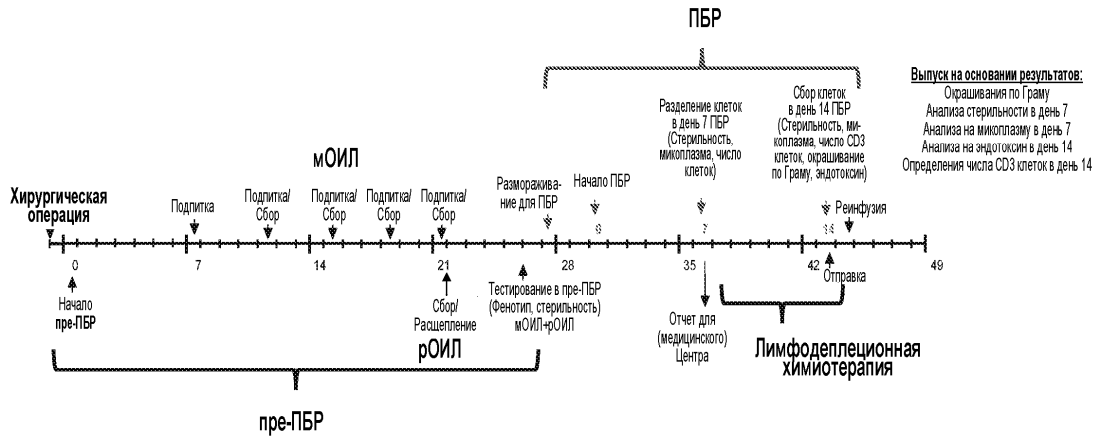 ПБР
Выпуск на основании результатов:
Окрашивания по Граму
Анализа стерильности в день 7
Анализа на микоплазму в день 7
Анализа на эндотоксин в день 14
Определения числа CD3 клеток в день 14
Сбор клеток
в день 14 ПБР
(Стерильность, ми-
коплазма, число CD3
клеток, окрашивание
по Граму, эндотоксин)
Разделение клеток
в день 7 ПБР
(Стерильность,
микоплазма, число
клеток)
мОИЛ
Хирургическая
операция
Подпитка
Подпитка/
Сбор
Подпитка/
Сбор
Подпитка/
Сбор
Подпитка/
Сбор
Разморажива-
ние для ПБР
Начало ПБР
Реинфузия
0
7
14
0
7
14
21
28
35
42
49
Начало
пре-ПБР
Сбор/
Расщепление
рОИЛ
Тестирование в пре-ПБР
(Фенотип, стерильность)
мОИЛ+рОИЛ
Отчет для
(медицинского)
Центра
Отправка
Лимфодеплеционная
химиотерапия
пре-ПБР